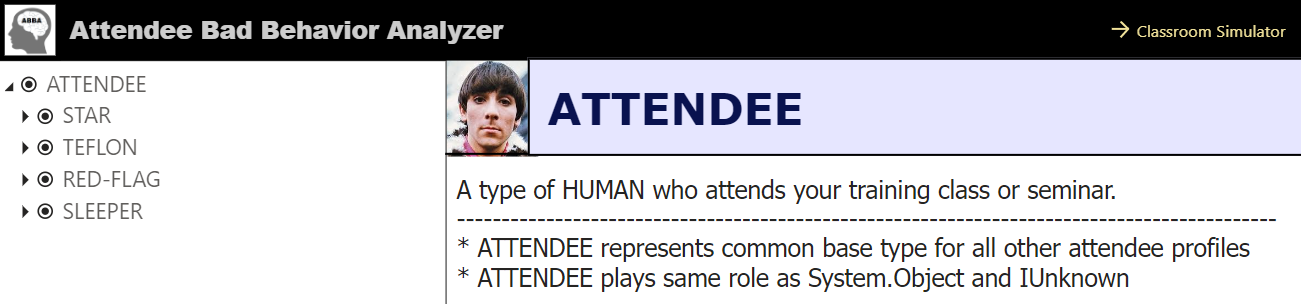 ABBA
Attendee Bad Behavior Analyzer
Classroom Simulator
ATTENDEE
STAR
TEFLON
RED-FLAG
SLEEPER
ATTENDEE
A type of HUMAN who attends your training class or seminar.
--------------------------------------------------------------------------------------------
* ATTENDEE represents common base type for all other attendee profiles
* ATTENDEE plays same role as System.Object and IUnknown